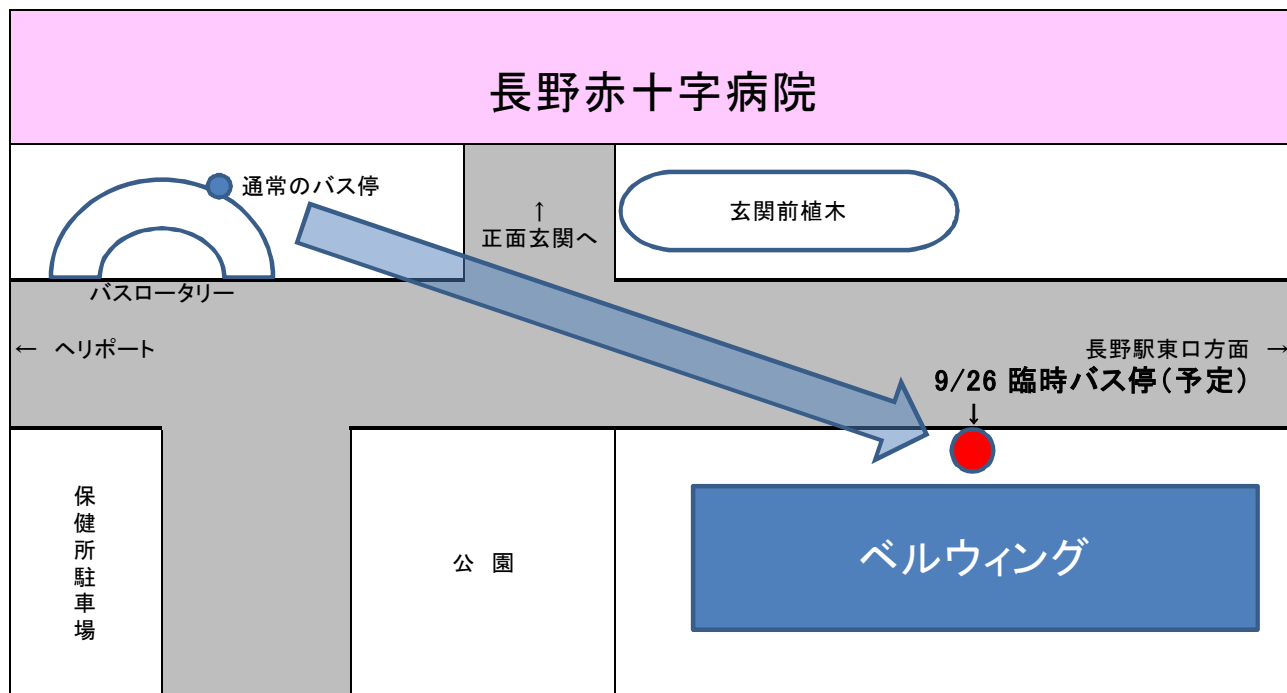 長野赤十字病院
通常のバス停
↑
正面玄関へ
玄関前植木
バスロータリー
← ヘリポート
長野駅東口方面 →
9/26 臨時バス停(予定)
↓
保健所駐車場
公 園
ベルウィング